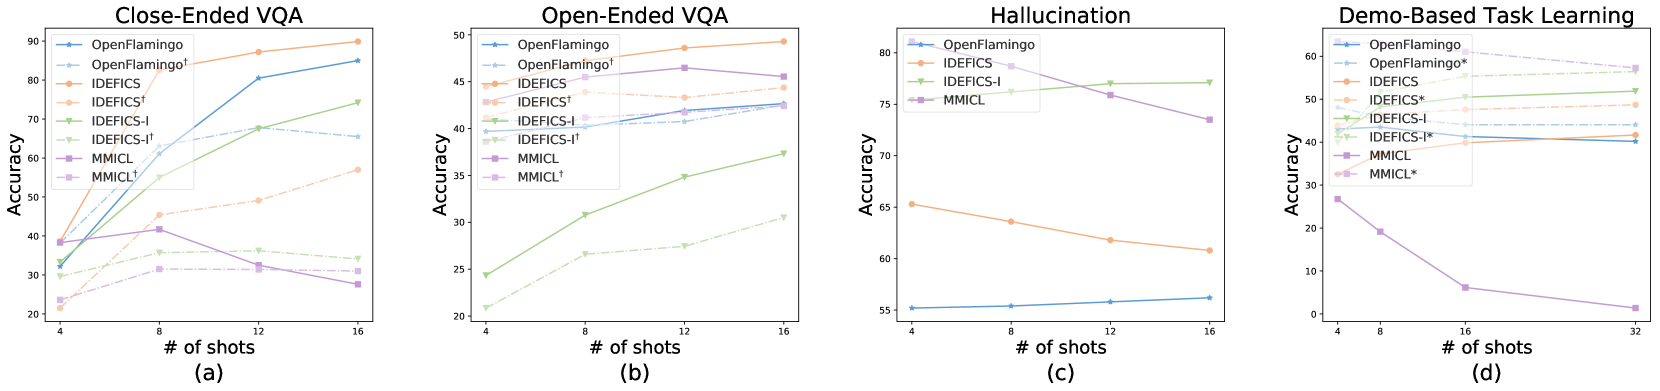 Close-Ended VQA
90
80
70
60
50
40
30
20
4 8 12 16
Accuracy
# of shots
OpenFlamingo
OpenFlamingo†
IDEFICS
IDEFICS†
IDEFICS-I
IDEFICS-I†
MMICL
MMICL†
(a)
Open-Ended VQA
50
45
40
35
30
25
20
4 8 12 16
Accuracy
# of shots
OpenFlamingo
OpenFlamingo†
IDEFICS
IDEFICS†
IDEFICS-I
IDEFICS-I†
MMICL
MMICL†
(b)
Hallucination
80
75
70
65
60
55
4 8 12 16
Accuracy
# of shots
OpenFlamingo
IDEFICS
IDEFICS-I
MMICL
(c)
Demo-Based Task Learning
60
50
40
30
20
10
0
4 8 16 32
Accuracy
# of shots
OpenFlamingo
OpenFlamingo*
IDEFICS
IDEFICS*
IDEFICS-I
IDEFICS-I*
MMICL
MMICL*
(d)